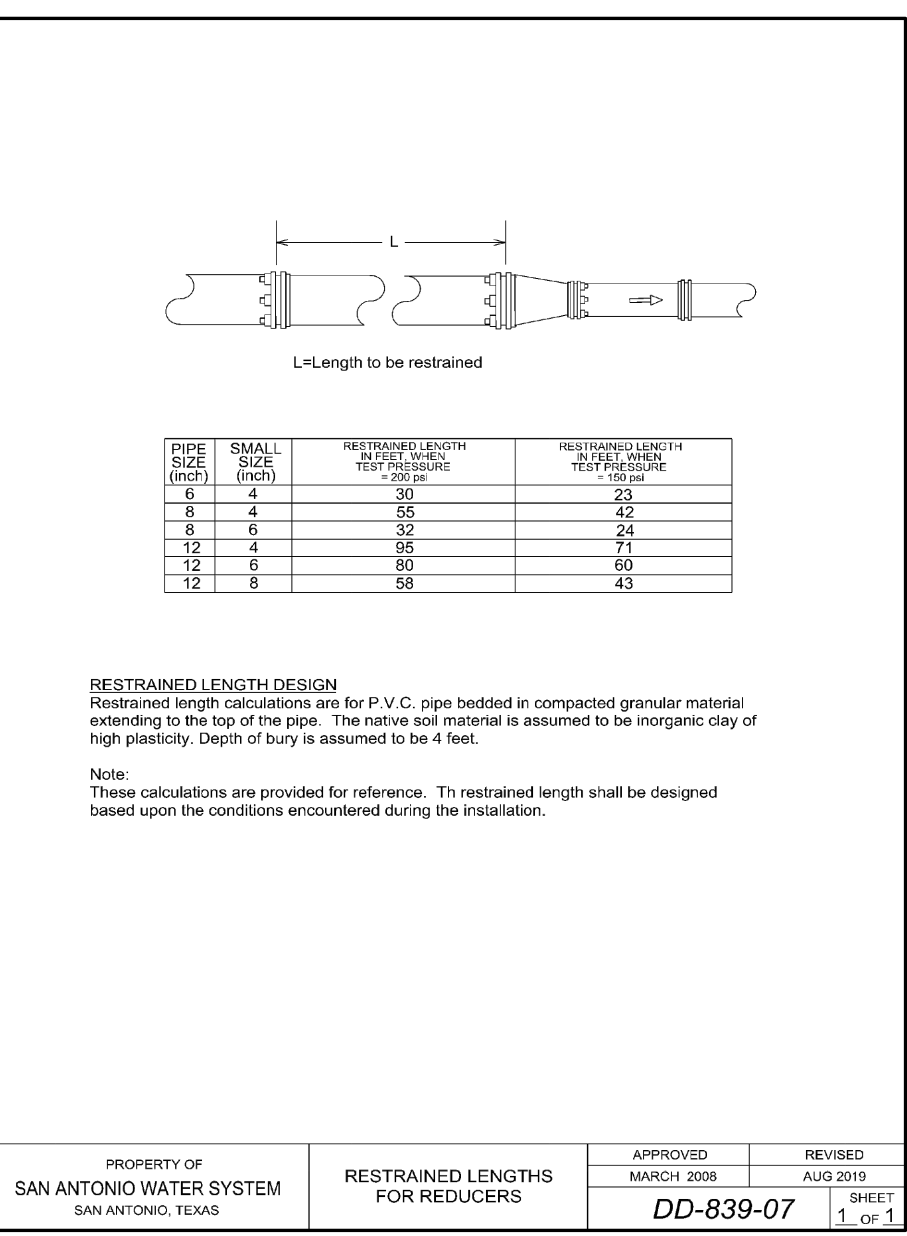 L
L=Length to be restrained
PIPE SIZE (inch) SMALL SIZE (inch) RESTRAINED LENGTH IN FEET, WHEN TEST PRESSURE = 200 psi RESTRAINED LENGTH IN FEET, WHEN TEST PRESSURE = 150 psi
6 4 30 23
8 4 55 42
8 6 32 24
12 4 95 71
12 6 80 60
12 8 58 43
RESTRAINED LENGTH DESIGN
Restrained length calculations are for P.V.C. pipe bedded in compacted granular material
extending to the top of the pipe. The native soil material is assumed to be inorganic clay of
high plasticity. Depth of bury is assumed to be 4 feet.
Note:
These calculations are provided for reference. Th restrained length shall be designed
based upon the conditions encountered during the installation.
PROPERTY OF
SAN ANTONIO WATER SYSTEM
SAN ANTONIO, TEXAS
RESTRAINED LENGTHS
FOR REDUCERS
APPROVED
MARCH 2008
REVISED
AUG 2019
DD-839-07
SHEET
1 OF 1